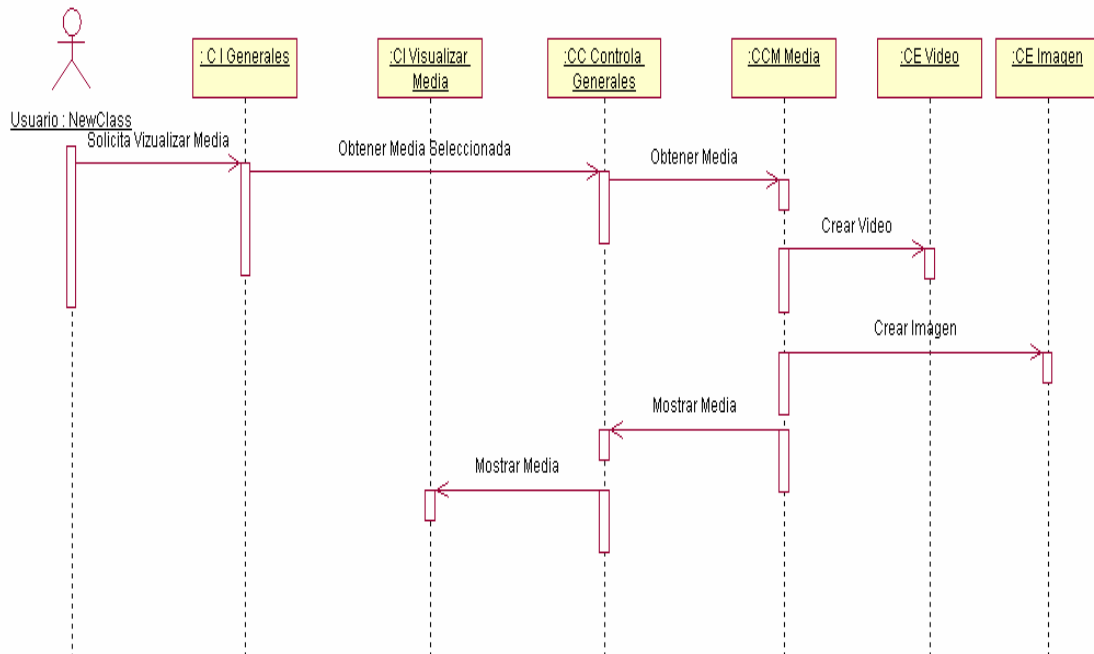 : C I Generales
:CI Visualizar
Media
:CC Controla
Generales
:CCM Media
:CE Video
:CE Imagen
Usuario : NewClass
Solicita Vizualizar Media
Obtener Media Seleccionada
Obtener Media
Crear Video
Crear Imagen
Mostrar Media
Mostrar Media